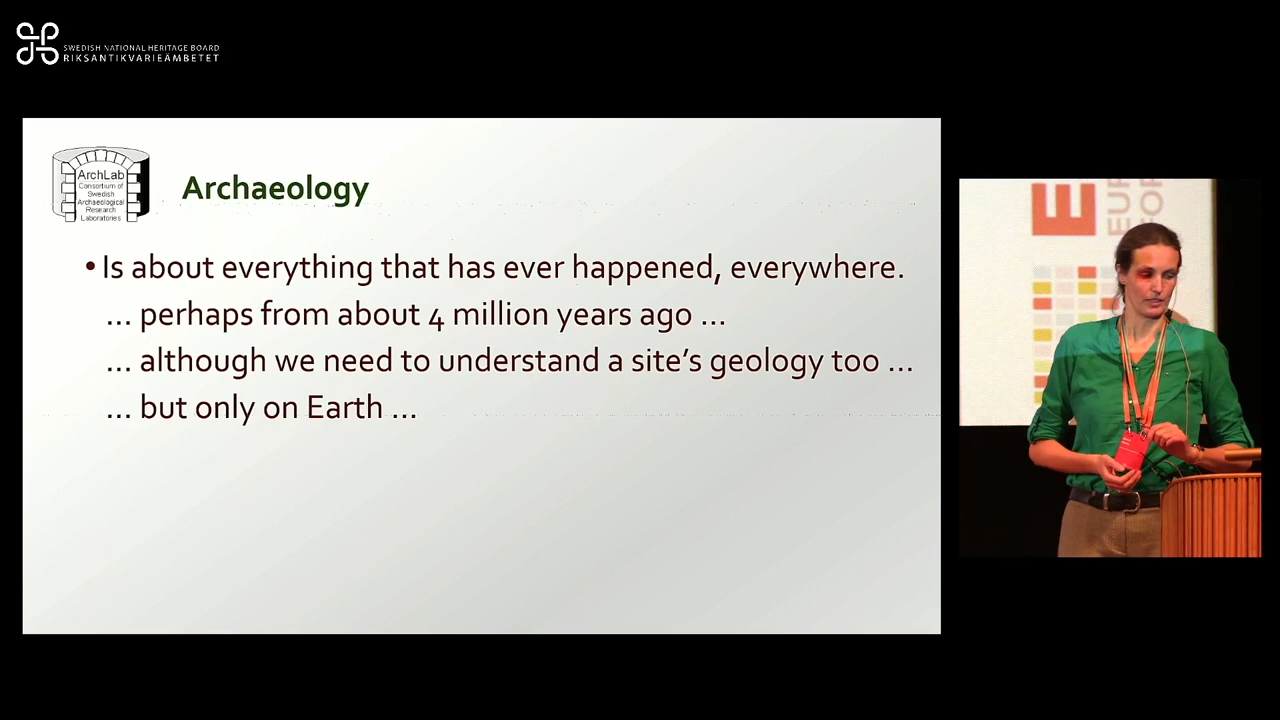 SWEDISH NATIONAL HERITAGE BOARD
RIKSANTIKVARIEÄMBETET
ArchLab
Consortium of
Swedish
Archaeological
Research
Laboratories
Archaeology
• Is about everything that has ever happened, everywhere.
... perhaps from about 4 million years ago ...
... although we need to understand a site's geology too ...
... but only on Earth ...
E
EUR
FOR